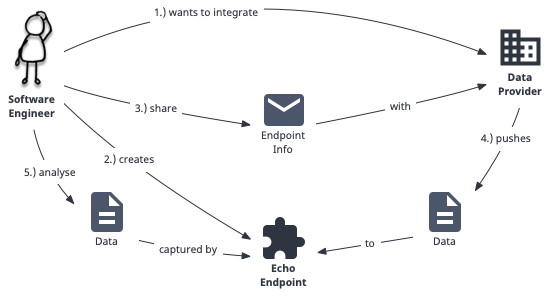 1.) wants to integrate
Software
Engineer
Data
Provider
3.) share
Endpoint
Info
with
4.) pushes
2.) creates
5.) analyse
Data
captured by
Echo
Endpoint
to
Data